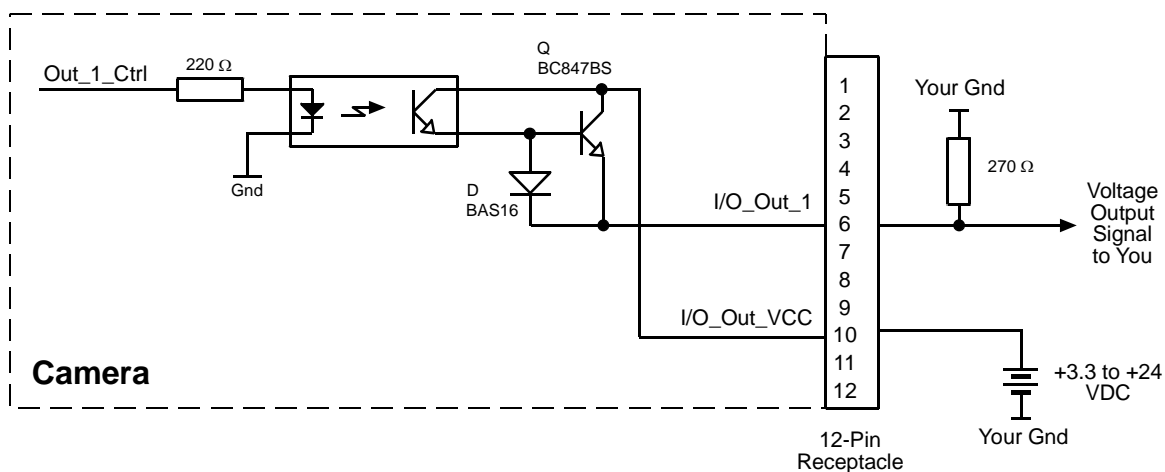 Out_1_Ctrl
220 Ω
Gnd
Q
BC847BS
D
BAS16
I/O_Out_1
I/O_Out_VCC
Camera
1
2
3
4
5
6
7
8
9
10
11
12
12-Pin
Receptacle
Your Gnd
270 Ω
Voltage
Output
Signal
to You
+3.3 to +24
VDC
Your Gnd